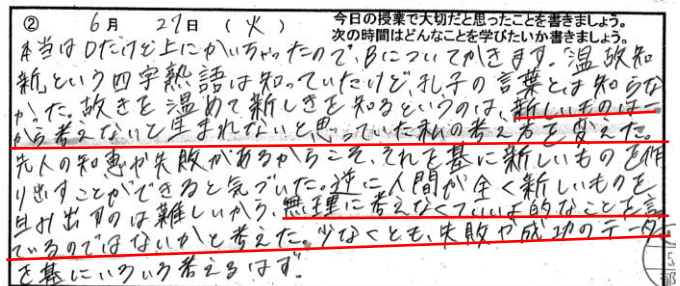 ② 6月 27日 (火) 今日の授業で大切だと思ったことを書きましょう。
次の時間はどんなことを学びたいか書きましょう。
本当はDだけど上にかいちゃったので、Bについてかきます。温故知
新という四字熟語は知っていたけど、孔子の言葉とは知らな
かった。故きを温めて新しきを知るというのは、新しいものは一
から考えないと生まれないと思っていた私の考え方を変えた。
先人の知恵や失敗があるからこそ、それを基に新しいものを作
り出すことができると気づいた。逆に人間が全く新しいものを
生み出すのは難しいから、無理に考えなくていいよ的なことを言
ているのではないかと考えた。少なくとも、失敗や成功のデータ
を基にいろいろ考えるはず。